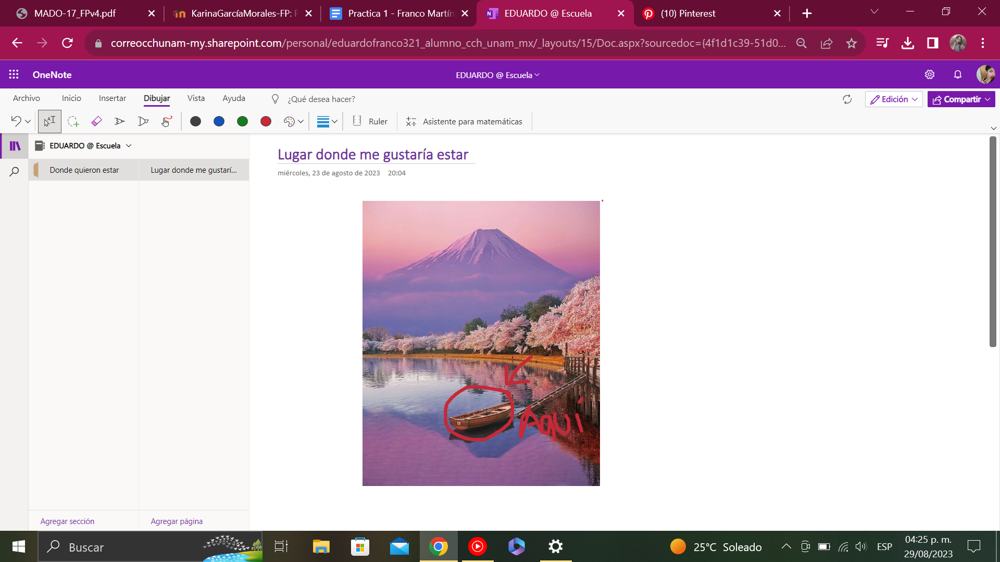 MADO-17_FPv4.pdf
KarinaGarcíaMorales-FP: P
Practica 1 - Franco Martín
EDUARDO @ Escuela
(10) Pinterest
correocchunam-my.sharepoint.com/personal/eduardofranco321_alumno_cch_unam_mx/_layouts/15/Doc.aspx?sourcedoc={4f1d1c39-51d0...
OneNote
EDUARDO @ Escuela
Archivo Inicio Insertar Dibujar Vista Ayuda ¿Qué desea hacer? Edición Compartir
Ruler Asistente para matemáticas
EDUARDO @ Escuela
Donde quieron estar
Lugar donde me gustarí...
Lugar donde me gustaría estar
miércoles, 23 de agosto de 2023 20:04
AQUÍ
Agregar sección
Agregar página
Buscar
25°C Soleado
ESP
04:25 p. m.
29/08/2023